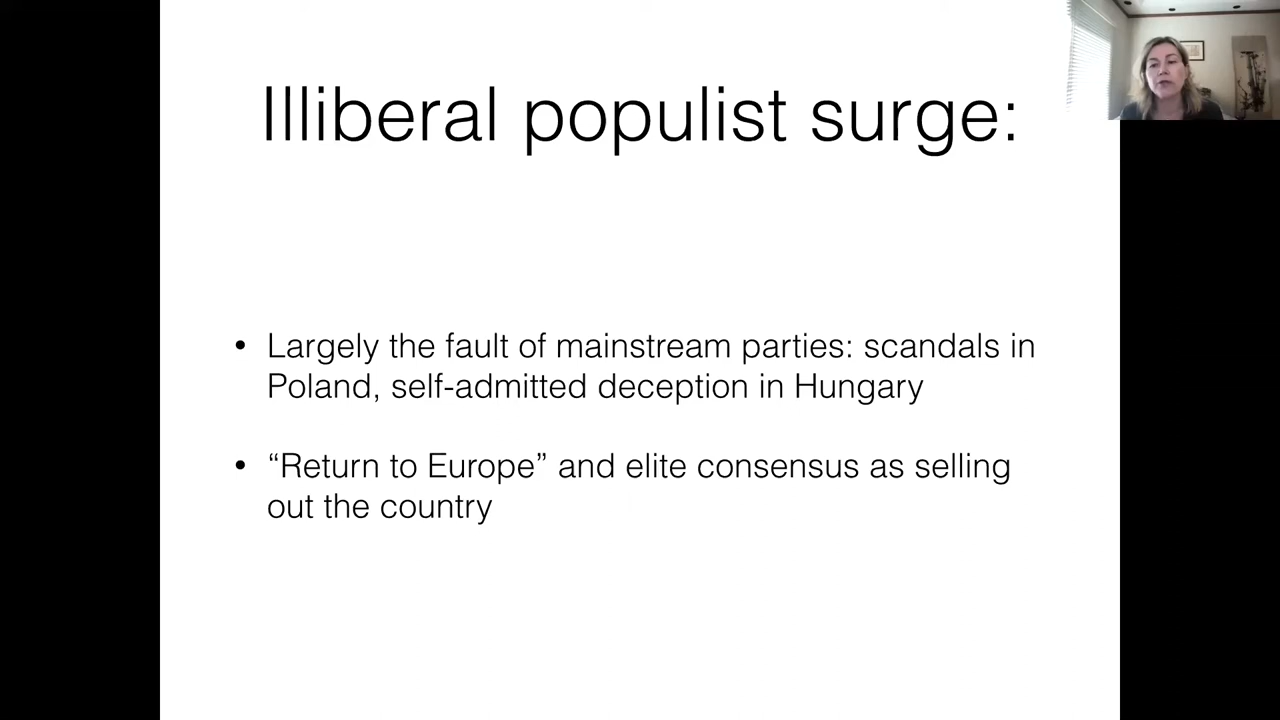 Illiberal populist surge:
• Largely the fault of mainstream parties: scandals in
Poland, self-admitted deception in Hungary
• “Return to Europe” and elite consensus as selling
out the country